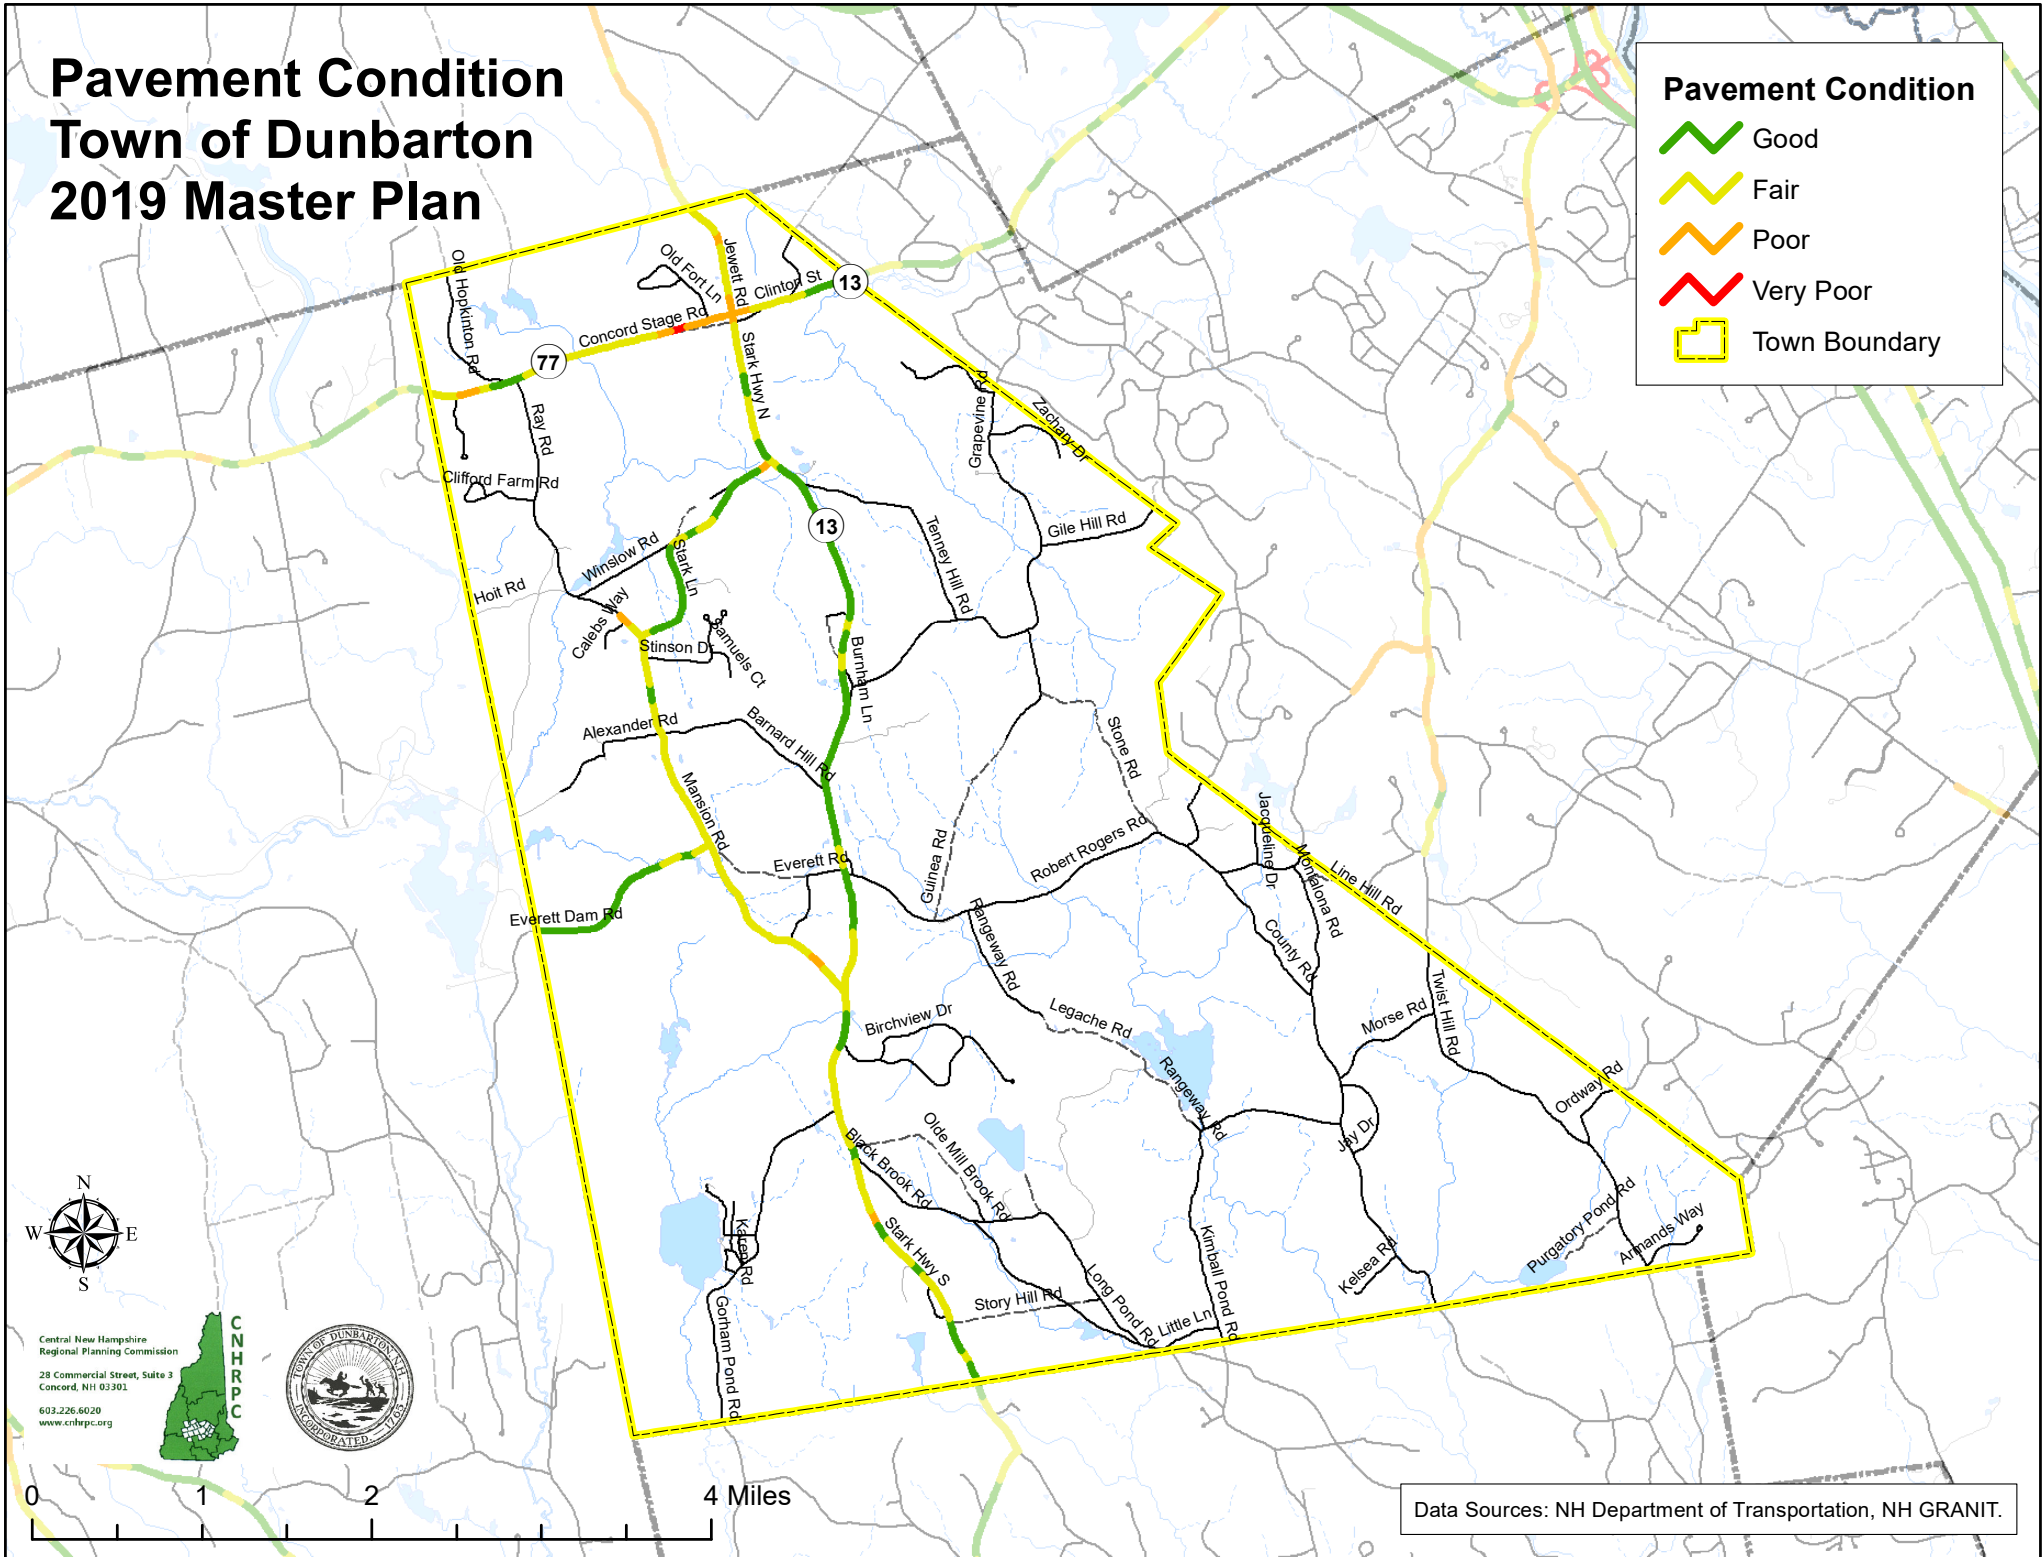 Pavement Condition
Town of Dunbarton
2019 Master Plan
Pavement Condition
Good
Fair
Poor
Very Poor
Town Boundary
Old Hopkinton Rd
Old Fort Ln
Jewett Rd
Clinton St
13
Concord Stage Rd
77
Stark Hwy N
Ray Rd
Grapevine Rd
Zachary Dr
Clifford Farm Rd
13
Tenney Hill Rd
Gile Hill Rd
Winslow Rd
Stark Ln
Hoit Rd
Calebs Way
Stinson Dr
Samuels Ct
Burnham Ln
Alexander Rd
Barnard Hill Rd
Stone Rd
Mansion Rd
Everett Rd
Guinea Rd
Robert Rogers Rd
Jacqueline Dr
Montalona Rd
Line Hill Rd
Everett Dam Rd
Rangeway Rd
County Rd
Legache Rd
Birchview Dr
Morse Rd
Twist Hill Rd
Rangeway Rd
Ordway Rd
Jay Dr
Black Brook Rd
Olde Mill Brook Rd
Karen Rd
Stark Hwy S
Kimball Pond Rd
Kelsea Rd
Purgatory Pond Rd
Armands Way
Story Hill Rd
Long Pond Rd
Little Ln
Gorham Pond Rd
N
W
E
S
Central New Hampshire
Regional Planning Commission
28 Commercial Street, Suite 3
Concord, NH 03301
603.226.6020
www.cnhrpc.org
CNHRPC
TOWN OF DUNBARTON, N.H.
INCORPORATED, 1765
0 1 2 4 Miles
Data Sources: NH Department of Transportation, NH GRANIT.